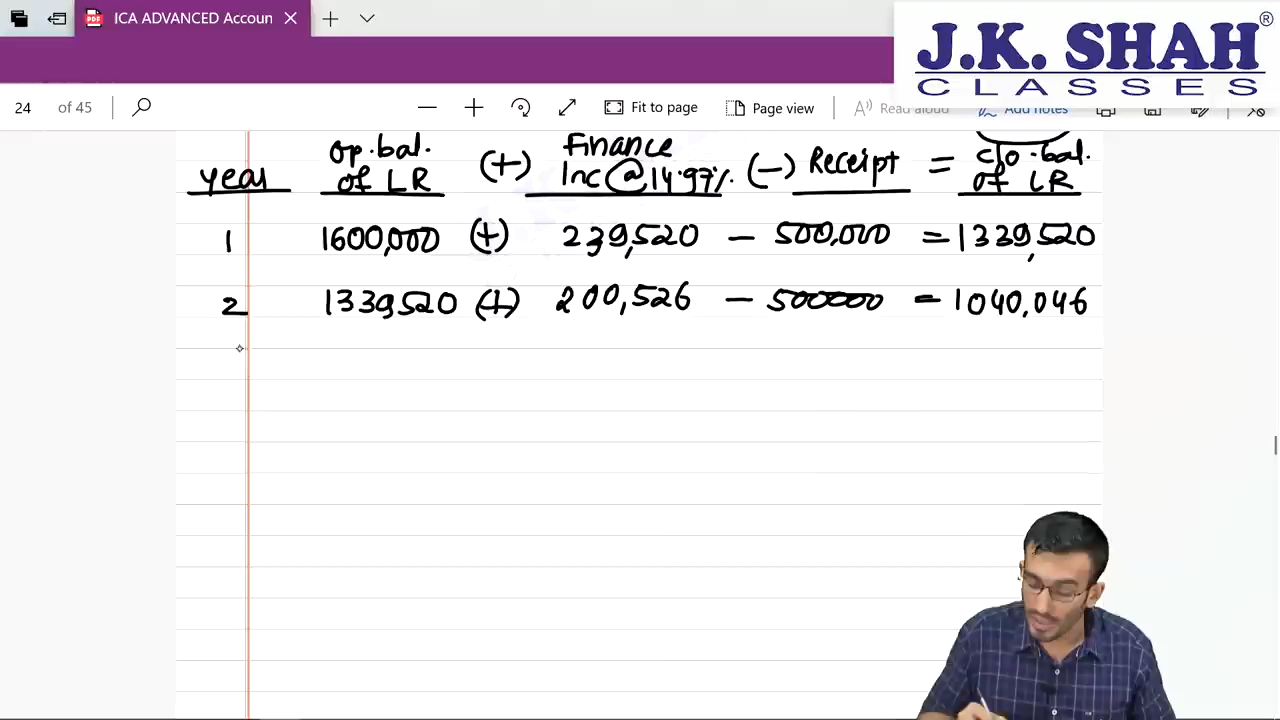 ICA ADVANCED Accoun
J.K. SHAH®
CLASSES
24 of 45 Fit to page Page view Read aloud Add notes
year op.bal. of LR (+) Finance Inc @ 14.97% (-) Receipt = clo.bal. of LR
1 1600,000 (+) 239,520 - 500,000 = 1339,520
2 1339520 (+) 200,526 - 500000 = 1040,046